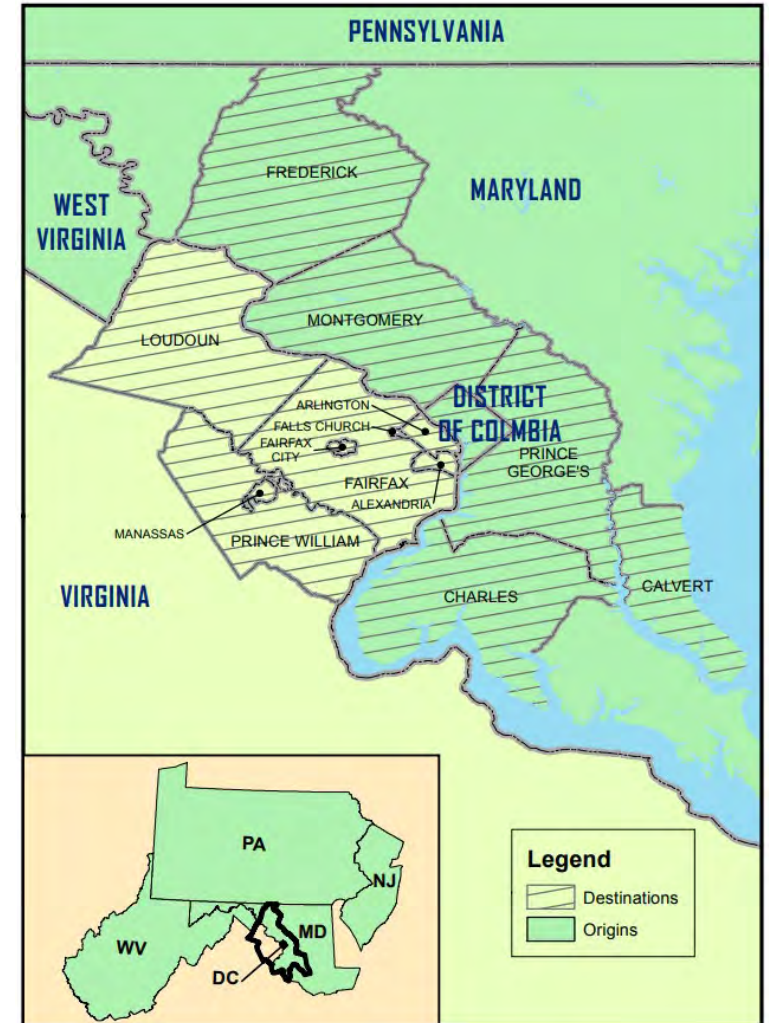 PENNSYLVANIA
FREDERICK
MARYLAND
WEST
VIRGINIA
MONTGOMERY
LOUDOUN
DISTRICT
OF COLMBIA
ARLINGTON
FALLS CHURCH
FAIRFAX
CITY
PRINCE
GEORGE'S
FAIRFAX
ALEXANDRIA
MANASSAS
PRINCE WILLIAM
VIRGINIA
CHARLES
CALVERT
PA
NJ
WV
MD
DC
Legend
Destinations
Origins